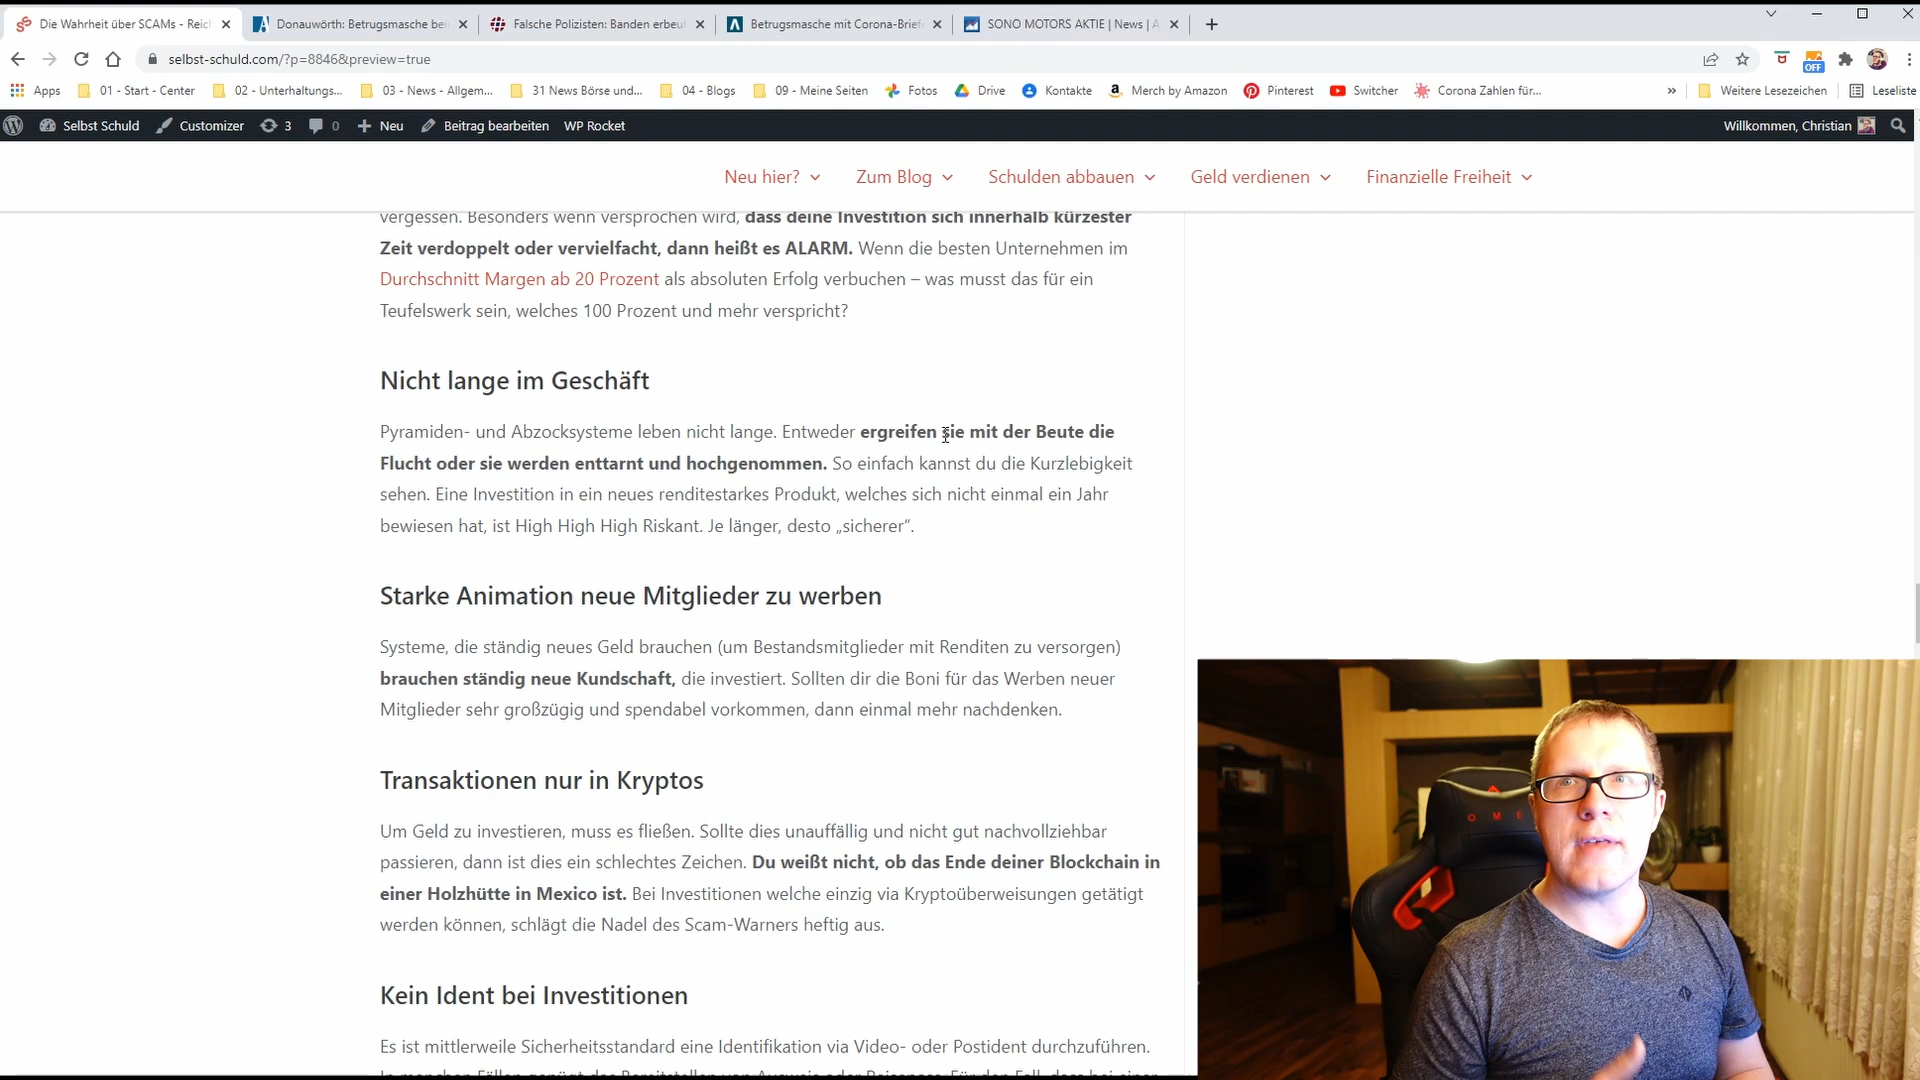 Die Wahrheit über SCAMs - Reich
Donauwörth: Betrugsmasche bei
Falsche Polizisten: Banden erbeut
Betrugsmasche mit Corona-Brief
SONO MOTORS AKTIE | News | A
selbst-schuld.com/?p=8846&preview=true
OFF
Apps
01 - Start - Center
02 - Unterhaltungs...
03 - News - Allgem...
31 News Börse und...
04 - Blogs
09 - Meine Seiten
Fotos
Drive
Kontakte
Merch by Amazon
Pinterest
Switcher
Corona Zahlen für...
»
Weitere Lesezeichen
Leseliste
Selbst Schuld
Customizer
3
0
Neu
Beitrag bearbeiten
WP Rocket
Willkommen, Christian
Neu hier?
Zum Blog
Schulden abbauen
Geld verdienen
Finanzielle Freiheit
vergessen. Besonders wenn versprochen wird, dass deine Investition sich innerhalb kürzester
Zeit verdoppelt oder vervielfacht, dann heißt es ALARM. Wenn die besten Unternehmen im
Durchschnitt Margen ab 20 Prozent als absoluten Erfolg verbuchen – was musst das für ein
Teufelswerk sein, welches 100 Prozent und mehr verspricht?
Nicht lange im Geschäft
Pyramiden- und Abzocksysteme leben nicht lange. Entweder ergreifen sie mit der Beute die
Flucht oder sie werden enttarnt und hochgenommen. So einfach kannst du die Kurzlebigkeit
sehen. Eine Investition in ein neues renditestarkes Produkt, welches sich nicht einmal ein Jahr
bewiesen hat, ist High High High Riskant. Je länger, desto „sicherer“.
Starke Animation neue Mitglieder zu werben
Systeme, die ständig neues Geld brauchen (um Bestandsmitglieder mit Renditen zu versorgen)
brauchen ständig neue Kundschaft, die investiert. Sollten dir die Boni für das Werben neuer
Mitglieder sehr großzügig und spendabel vorkommen, dann einmal mehr nachdenken.
Transaktionen nur in Kryptos
Um Geld zu investieren, muss es fließen. Sollte dies unauffällig und nicht gut nachvollziehbar
passieren, dann ist dies ein schlechtes Zeichen. Du weißt nicht, ob das Ende deiner Blockchain in
einer Holzhütte in Mexico ist. Bei Investitionen welche einzig via Kryptoüberweisungen getätigt
werden können, schlägt die Nadel des Scam-Warners heftig aus.
Kein Ident bei Investitionen
Es ist mittlerweile Sicherheitsstandard eine Identifikation via Video- oder Postident durchzuführen.
OME